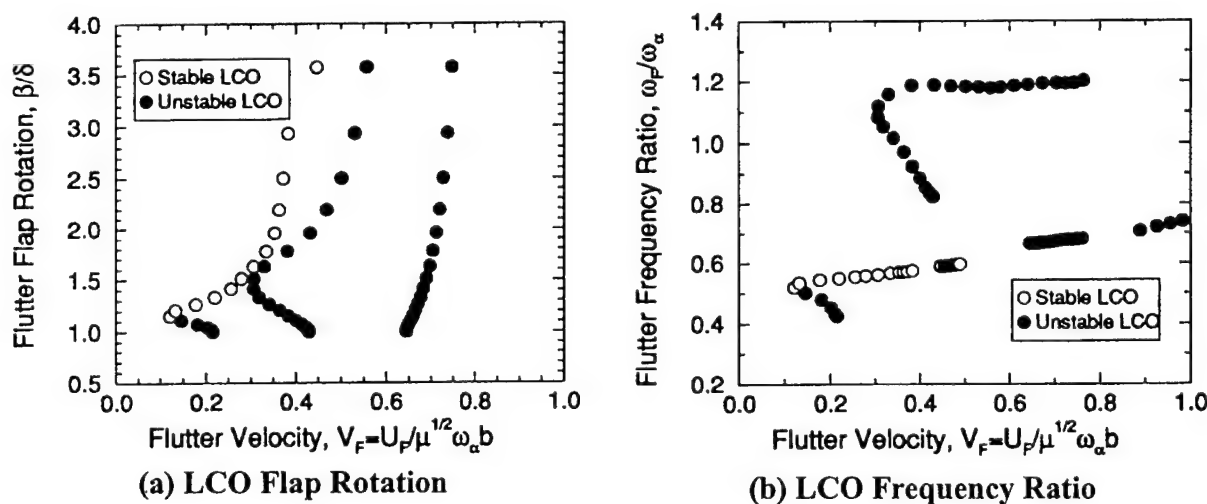 Flutter Flap Rotation, β/δ
4.0
3.5
3.0
2.5
2.0
1.5
1.0
0.5
Stable LCO
Unstable LCO
0.0 0.2 0.4 0.6 0.8 1.0
Flutter Velocity, V_F=U_F/μ^1/2 ω_α b
(a) LCO Flap Rotation
Flutter Frequency Ratio, ω_F/ω_α
1.4
1.2
1.0
0.8
0.6
0.4
0.2
Stable LCO
Unstable LCO
0.0 0.2 0.4 0.6 0.8 1.0
Flutter Velocity, V_F=U_F/μ^1/2 ω_α b
(b) LCO Frequency Ratio